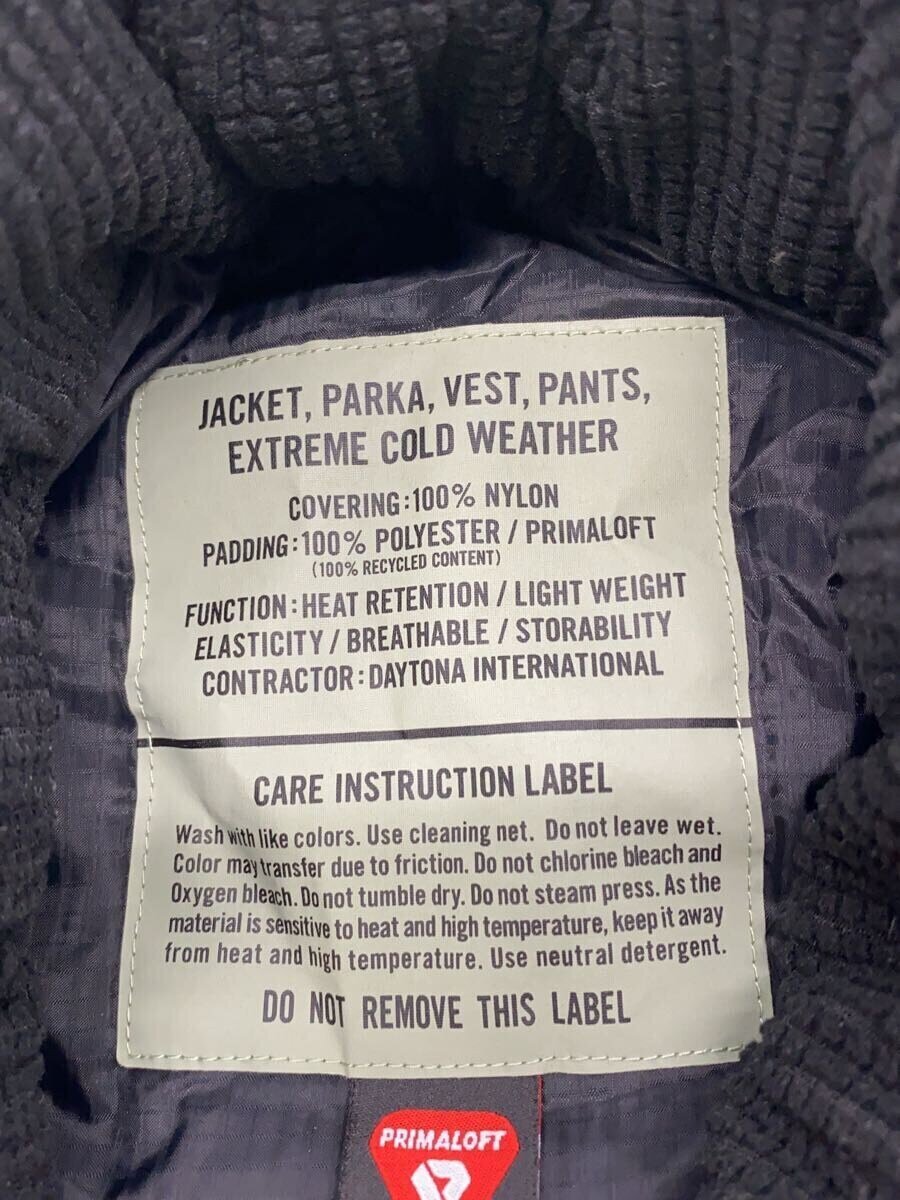 JACKET, PARKA, VEST, PANTS,
EXTREME COLD WEATHER
COVERING:100% NYLON
PADDING:100% POLYESTER / PRIMALOFT
(100% RECYCLED CONTENT)
FUNCTION:HEAT RETENTION / LIGHT WEIGHT
ELASTICITY / BREATHABLE / STORABILITY
CONTRACTOR:DAYTONA INTERNATIONAL
CARE INSTRUCTION LABEL
Wash with like colors. Use cleaning net. Do not leave wet.
Color may transfer due to friction. Do not chlorine bleach and
Oxygen bleach. Do not tumble dry. Do not steam press. As the
material is sensitive to heat and high temperature, keep it away
from heat and high temperature. Use neutral detergent.
DO NOT REMOVE THIS LABEL
PRIMALOFT